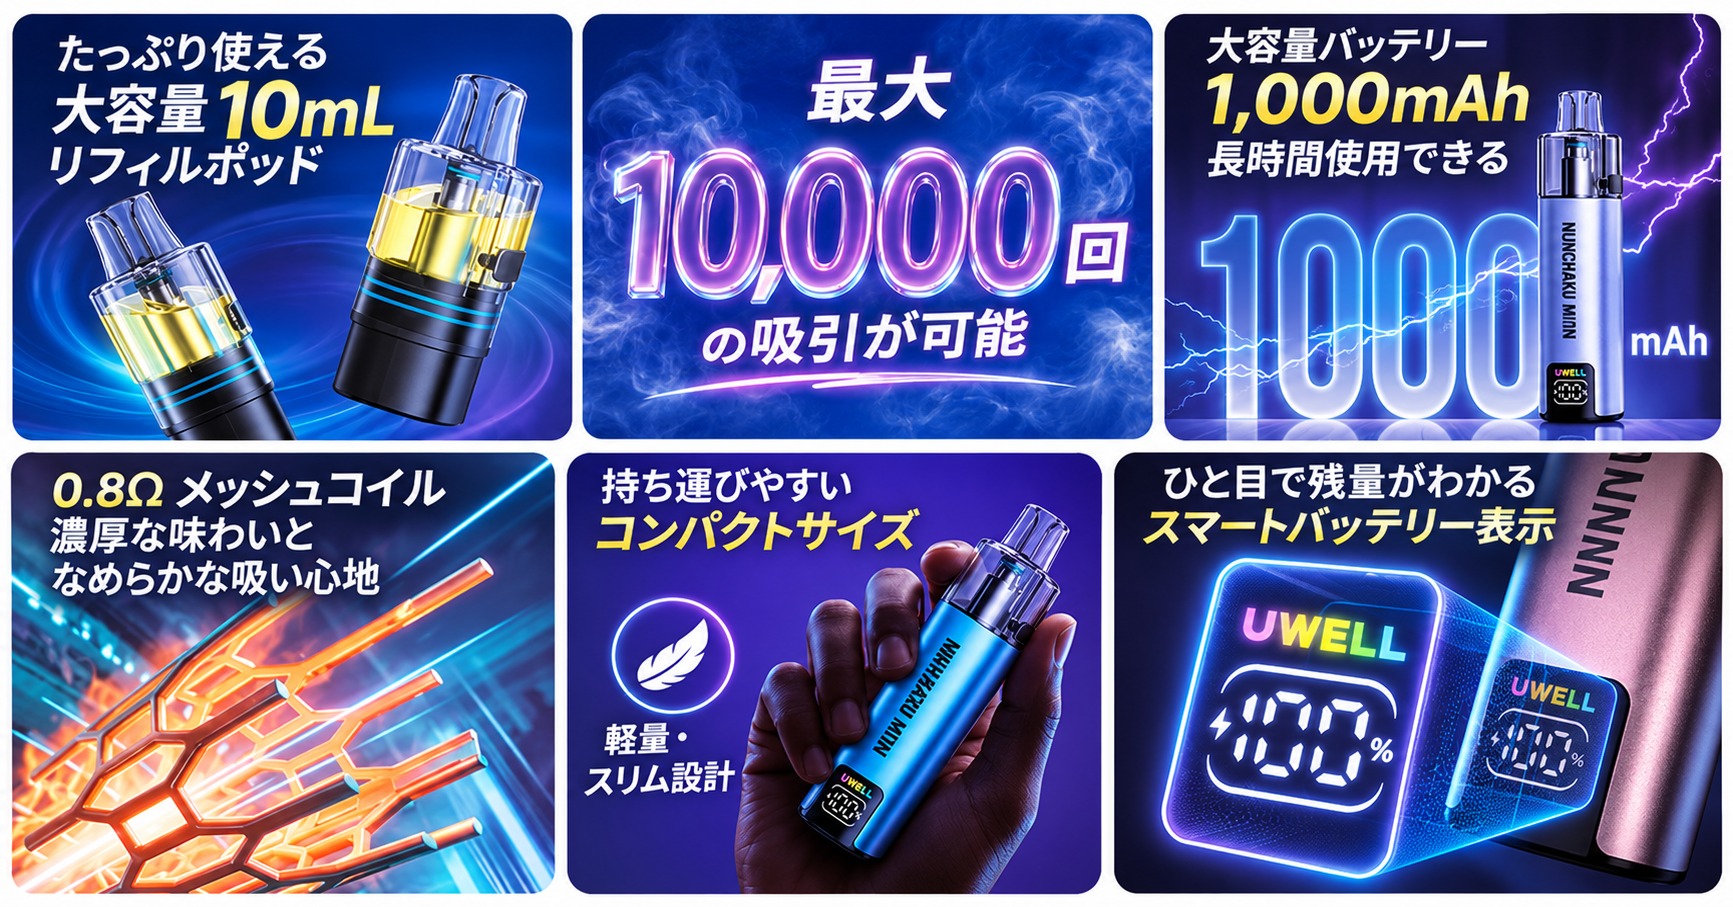 たっぷり使える
大容量10mL
リフィルポッド
最大
10,000回
の吸引が可能
大容量バッテリー
1,000mAh
長時間使用できる
1000
mAh
NUNCHAKU MINI
UWELL
100%
0.8Ω メッシュコイル
濃厚な味わいと
なめらかな吸い心地
持ち運びやすい
コンパクトサイズ
軽量・
スリム設計
UWELL
100%
ひと目で残量がわかる
スマートバッテリー表示
UWELL
100%
UWELL
100%